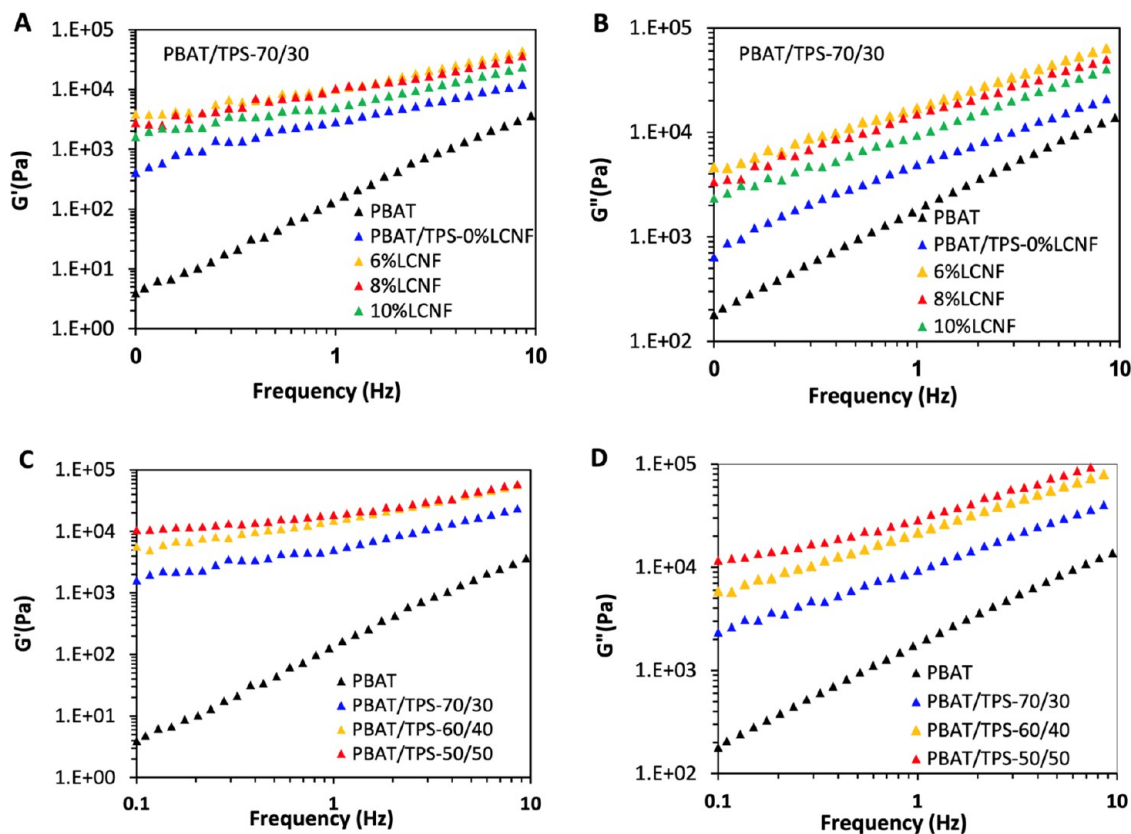 A
PBAT/TPS-70/30
G'(Pa)
1.E+05
1.E+04
1.E+03
1.E+02
1.E+01
1.E+00
0
1
10
Frequency (Hz)
PBAT
PBAT/TPS-0%LCNF
6%LCNF
8%LCNF
10%LCNF
B
PBAT/TPS-70/30
G"(Pa)
1.E+05
1.E+04
1.E+03
1.E+02
0
1
10
Frequency (Hz)
PBAT
PBAT/TPS-0%LCNF
6%LCNF
8%LCNF
10%LCNF
C
G'(Pa)
1.E+05
1.E+04
1.E+03
1.E+02
1.E+01
1.E+00
0.1
1
10
Frequency (Hz)
PBAT
PBAT/TPS-70/30
PBAT/TPS-60/40
PBAT/TPS-50/50
D
G"(Pa)
1.E+05
1.E+04
1.E+03
1.E+02
0.1
1
10
Frequency (Hz)
PBAT
PBAT/TPS-70/30
PBAT/TPS-60/40
PBAT/TPS-50/50